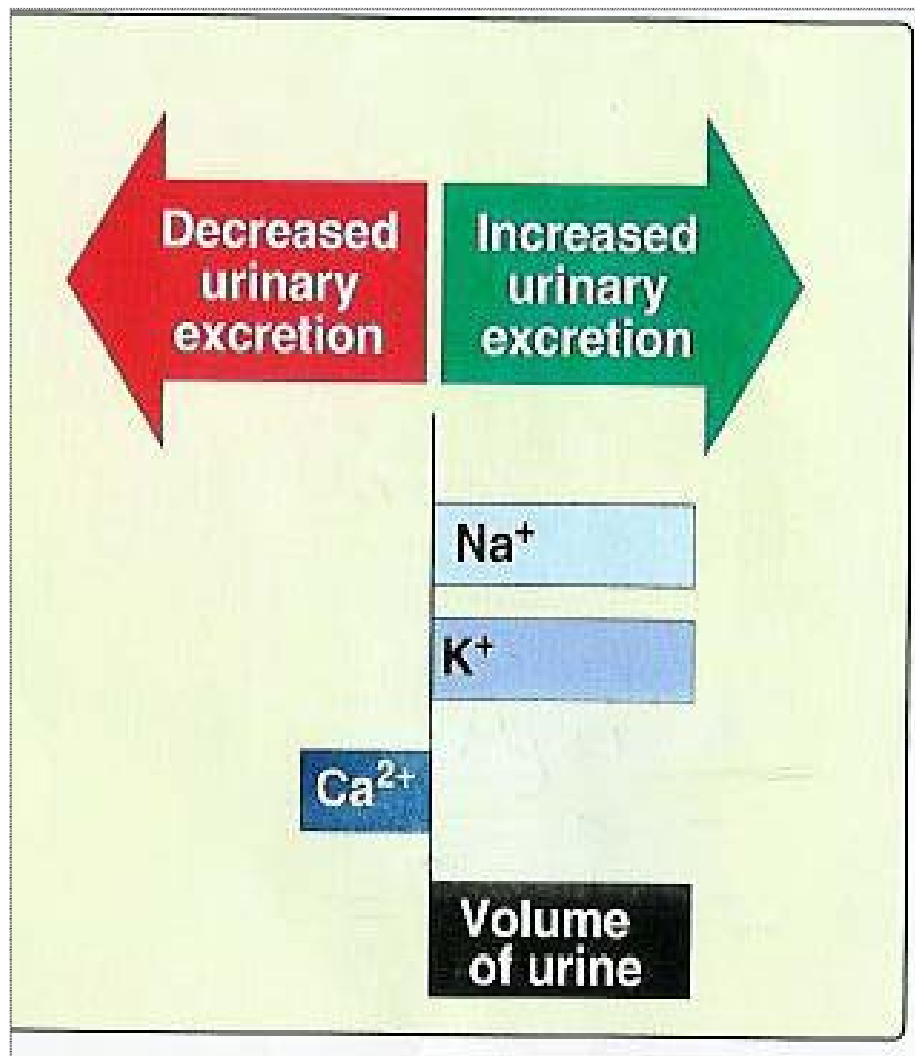 Decreased
urinary
excretion
Increased
urinary
excretion
Na⁺
K⁺
Ca²⁺
Volume
of urine